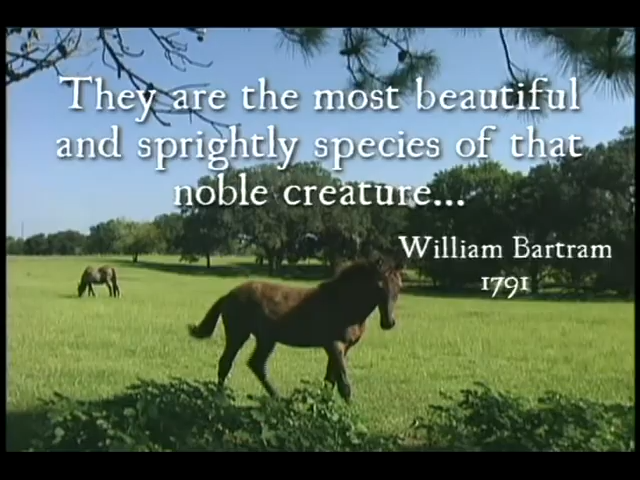 They are the most beautiful
and sprightly species of that
noble creature...
William Bartram
1791